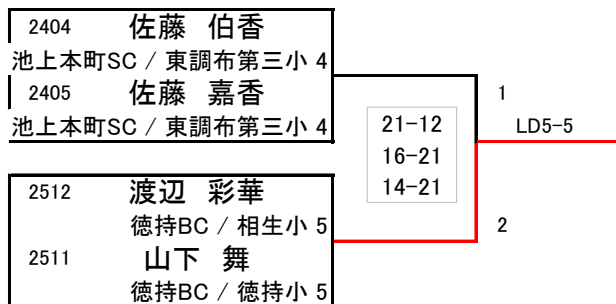 2404 佐藤 伯香
池上本町SC / 東調布第三小 4
2405 佐藤 嘉香
池上本町SC / 東調布第三小 4
21-12
16-21
14-21
1
LD5-5
2
2512 渡辺 彩華
徳持BC / 相生小 5
2511 山下 舞
徳持BC / 徳持小 5